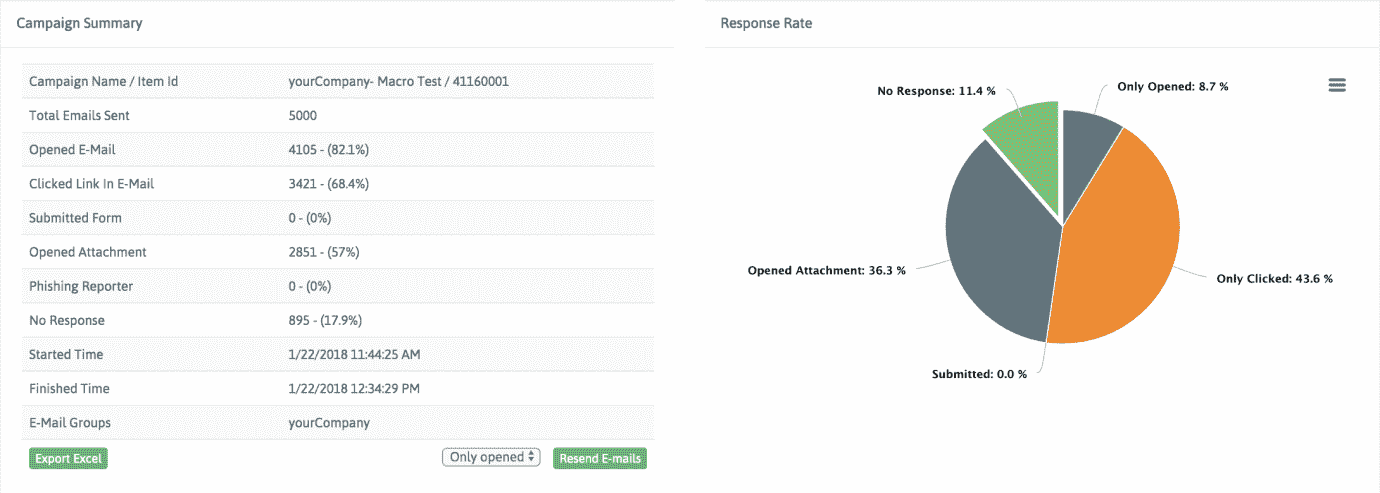 Campaign Summary
Campaign Name / Item Id yourCompany- Macro Test / 41160001
Total Emails Sent 5000
Opened E-Mail 4105 - (82.1%)
Clicked Link In E-Mail 3421 - (68.4%)
Submitted Form 0 - (0%)
Opened Attachment 2851 - (57%)
Phishing Reporter 0 - (0%)
No Response 895 - (17.9%)
Started Time 1/22/2018 11:44:25 AM
Finished Time 1/22/2018 12:34:29 PM
E-Mail Groups yourCompany
Export Excel Only opened Resend E-mails
Response Rate
No Response: 11.4 %
Only Opened: 8.7 %
Opened Attachment: 36.3 %
Only Clicked: 43.6 %
Submitted: 0.0 %